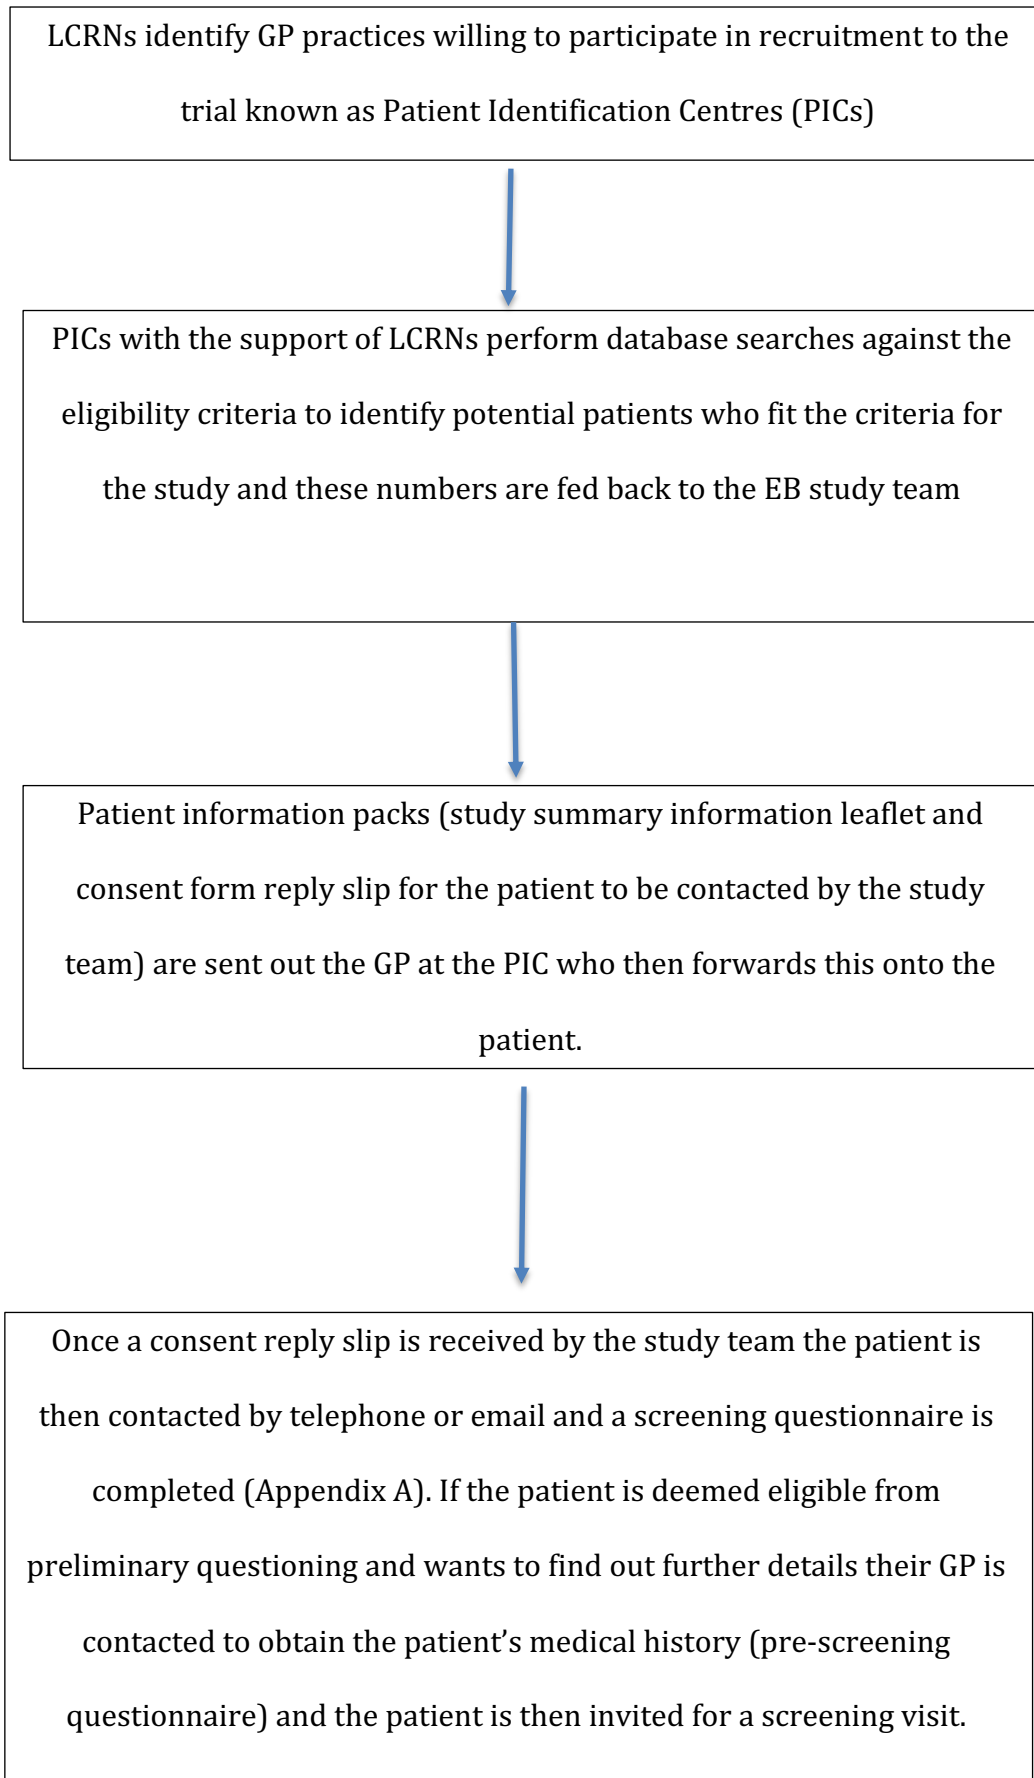 LCRNs identify GP practices willing to participate in recruitment to the
trial known as Patient Identification Centres (PICs)
PICs with the support of LCRNs perform database searches against the
eligibility criteria to identify potential patients who fit the criteria for
the study and these numbers are fed back to the EB study team
Patient information packs (study summary information leaflet and
consent form reply slip for the patient to be contacted by the study
team) are sent out the GP at the PIC who then forwards this onto the
patient.
Once a consent reply slip is received by the study team the patient is
then contacted by telephone or email and a screening questionnaire is
completed (Appendix A). If the patient is deemed eligible from
preliminary questioning and wants to find out further details their GP is
contacted to obtain the patient’s medical history (pre-screening
questionnaire) and the patient is then invited for a screening visit.